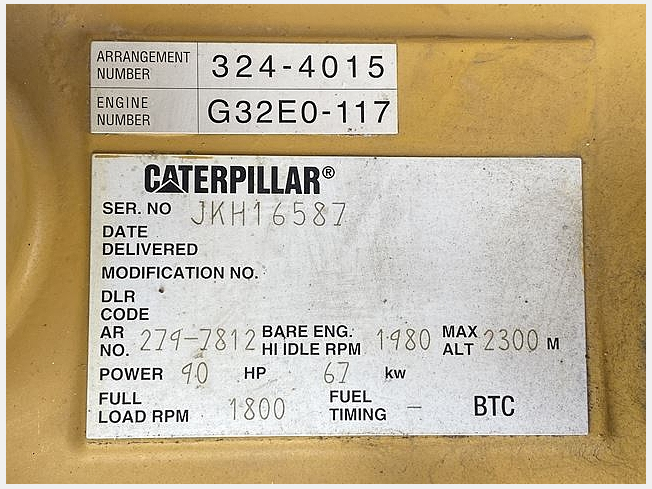 ARRANGEMENT NUMBER 324-4015
ENGINE NUMBER G32E0-117
CATERPILLAR®
SER. NO JKH16587
DATE
DELIVERED
MODIFICATION NO.
DLR
CODE
AR NO. 279-7812 BARE ENG. HI IDLE RPM 1980 MAX ALT 2300 M
POWER 90 HP 67 kw
FULL LOAD RPM 1800 FUEL TIMING — BTC